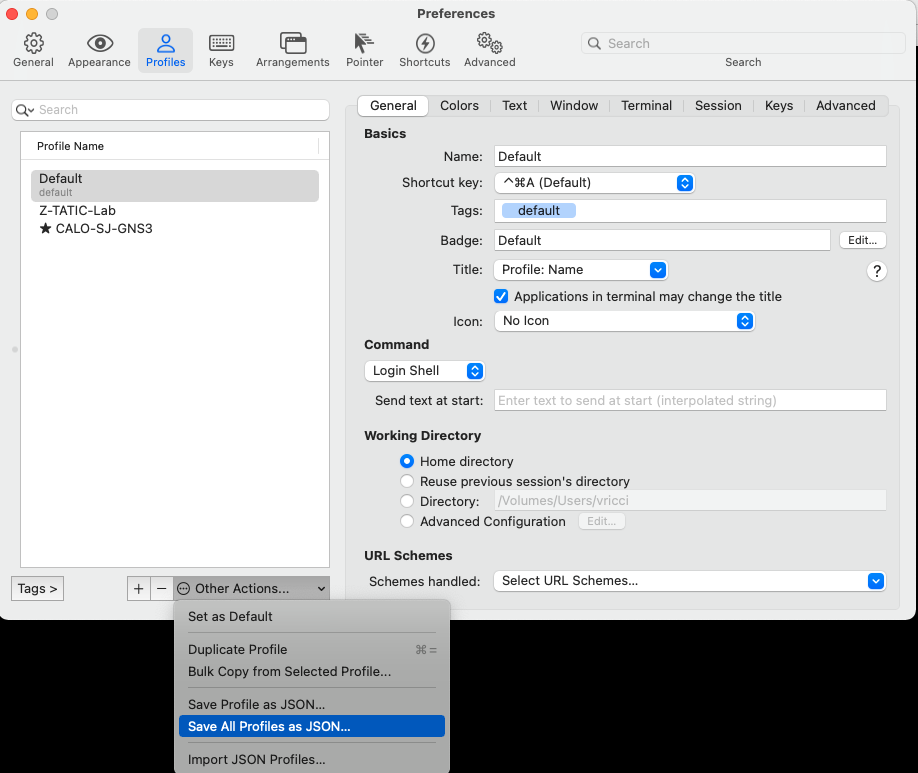 Preferences
General
Appearance
Profiles
Keys
Arrangements
Pointer
Shortcuts
Advanced
Search
Search
Search
Profile Name
Default
default
Z-TATIC-Lab
★ CALO-SJ-GNS3
Tags >
+
−
Other Actions...
Set as Default
Duplicate Profile ⌘=
Bulk Copy from Selected Profile...
Save Profile as JSON...
Save All Profiles as JSON...
Import JSON Profiles...
General Colors Text Window Terminal Session Keys Advanced
Basics
Name: Default
Shortcut key: ^⌘A (Default)
Tags: default
Badge: Default Edit...
Title: Profile: Name ?
Applications in terminal may change the title
Icon: No Icon
Command
Login Shell
Send text at start: Enter text to send at start (interpolated string)
Working Directory
Home directory
Reuse previous session's directory
Directory: /Volumes/Users/vricci
Advanced Configuration Edit...
URL Schemes
Schemes handled: Select URL Schemes...